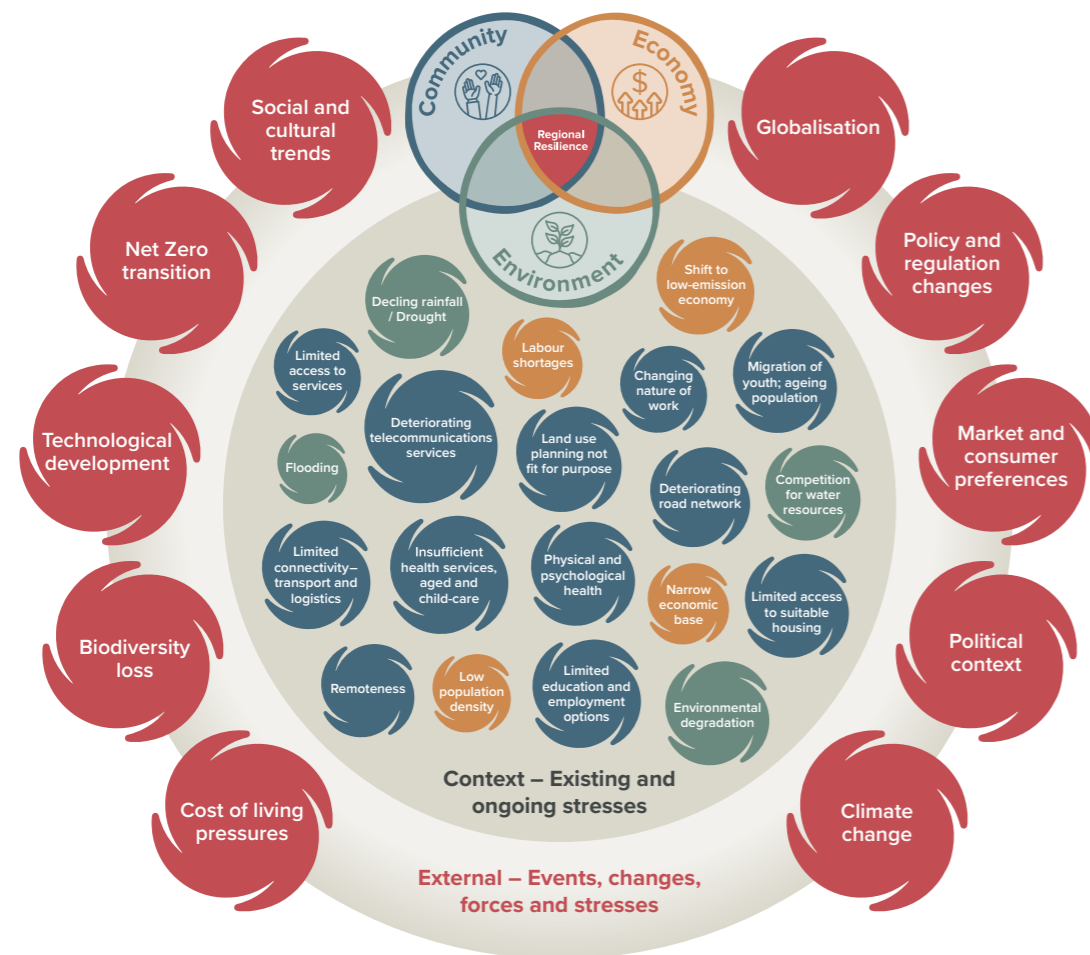 Community
Economy
Regional
Resilience
Environment
Social and
cultural
trends
Globalisation
Net Zero
transition
Policy and
regulation
changes
Technological
development
Market and
consumer
preferences
Biodiversity
loss
Political
context
Cost of living
pressures
Climate
change
Decling rainfall
/ Drought
Shift to
low-emission
economy
Limited
access to
services
Labour
shortages
Changing
nature of
work
Migration of
youth; ageing
population
Deteriorating
telecommunications
services
Land use
planning not
fit for purpose
Flooding
Deteriorating
road network
Competition
for water
resources
Limited
connectivity–
transport and
logistics
Insufficient
health services,
aged and
child-care
Physical and
psychological
health
Narrow
economic
base
Limited access
to suitable
housing
Remoteness
Low
population
density
Limited
education and
employment
options
Environmental
degradation
Context – Existing and
ongoing stresses
External – Events, changes,
forces and stresses